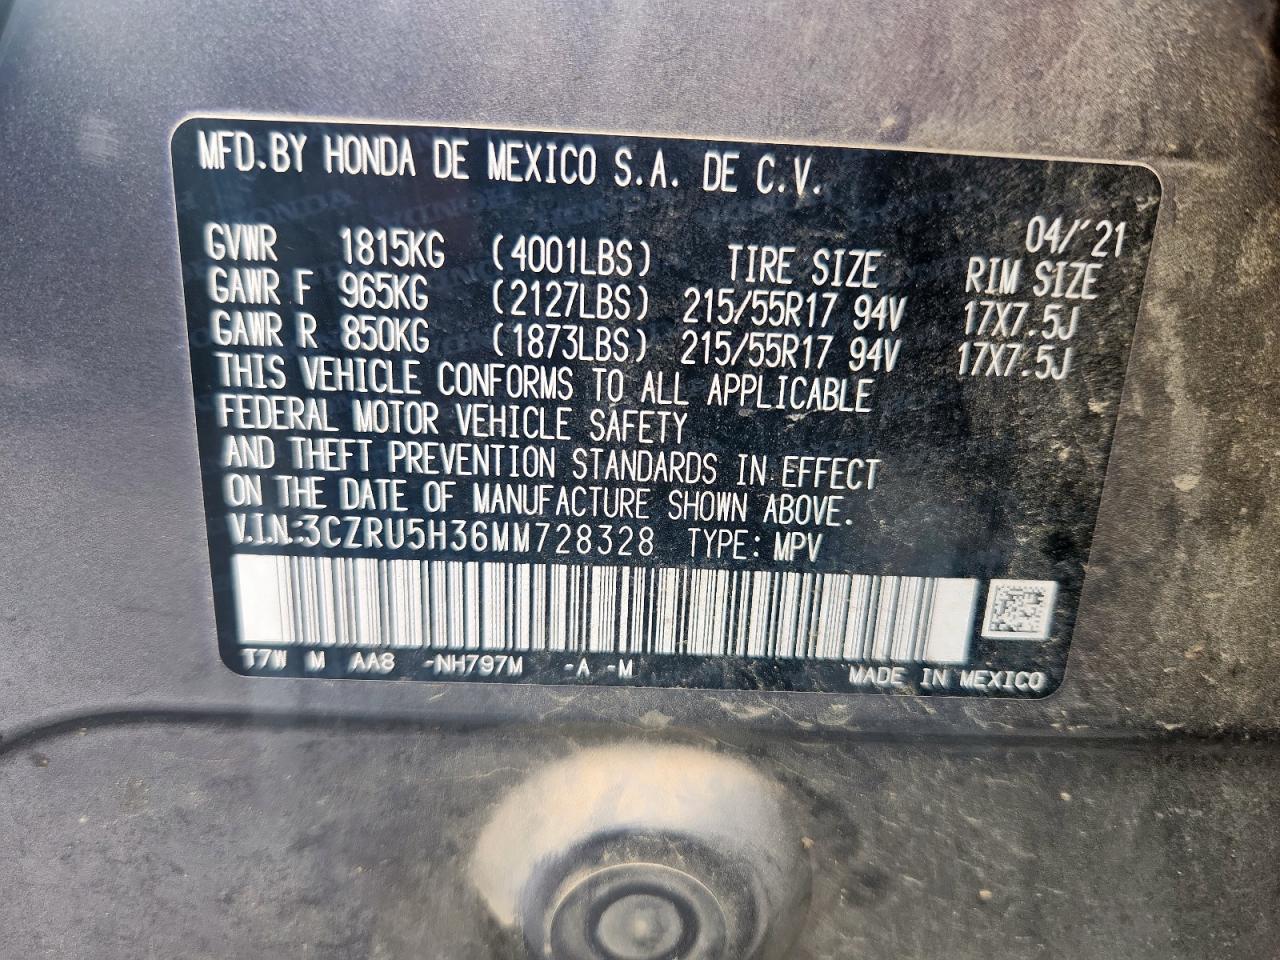 MFD.BY HONDA DE MEXICO S.A. DE C.V.
04/'21
GVWR 1815KG (4001LBS) TIRE SIZE RIM SIZE
GAWR F 965KG (2127LBS) 215/55R17 94V 17X7.5J
GAWR R 850KG (1873LBS) 215/55R17 94V 17X7.5J
THIS VEHICLE CONFORMS TO ALL APPLICABLE
FEDERAL MOTOR VEHICLE SAFETY
AND THEFT PREVENTION STANDARDS IN EFFECT
ON THE DATE OF MANUFACTURE SHOWN ABOVE.
V.I.N.:3CZRU5H36MM728328 TYPE: MPV
T7W M AA8 -NH797M -A -M MADE IN MEXICO